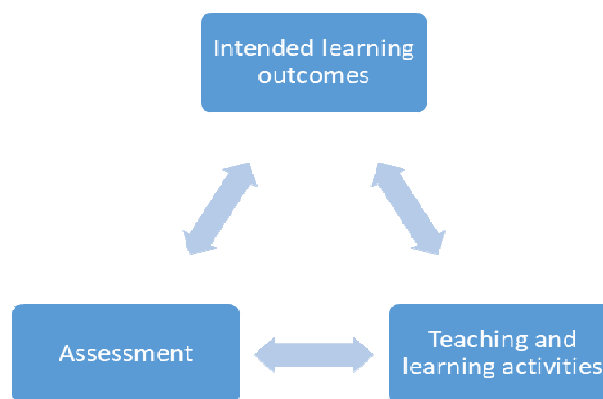 Intended learning
outcomes
Assessment
Teaching and
learning activities